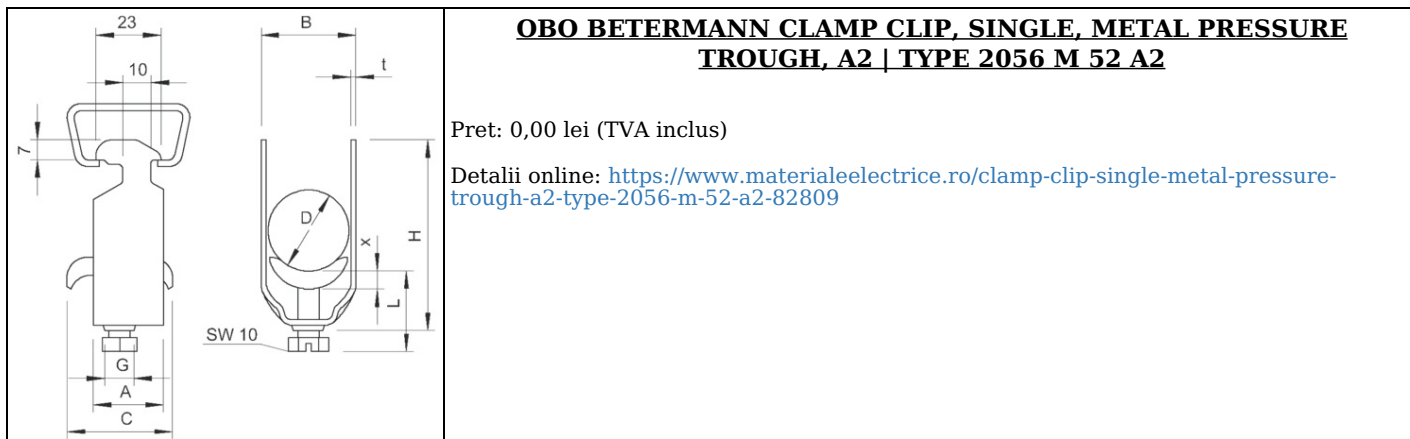 23
10
7
G
A
C
B
t
D
x
H
L
SW 10
OBO BETERMANN CLAMP CLIP, SINGLE, METAL PRESSURE
TROUGH, A2 | TYPE 2056 M 52 A2
Pret: 0,00 lei (TVA inclus)
Detalii online: https://www.materialeelectrice.ro/clamp-clip-single-metal-pressure-
trough-a2-type-2056-m-52-a2-82809